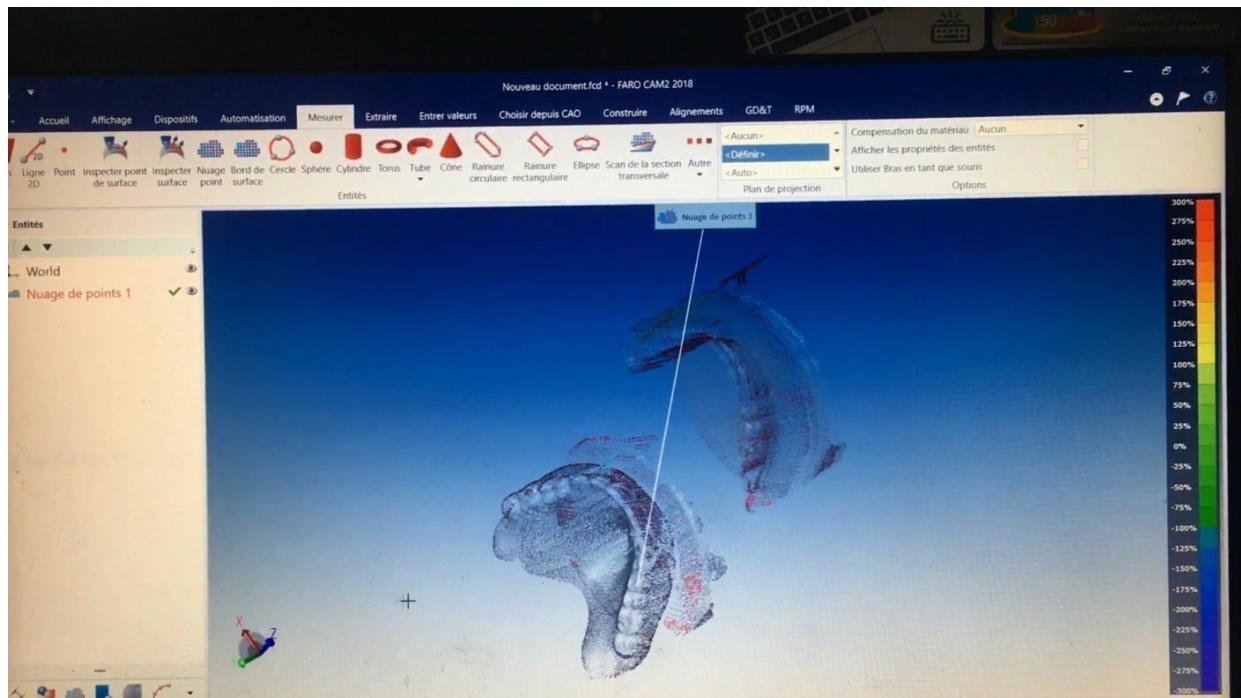 150
Nouveau document.fcd * - FARO CAM2 2018
Accueil Affichage Dispositifs Automatisation Mesurer Extraire Entrer valeurs Choisir depuis CAO Construire Alignements GD&T RPM
Ligne 2D
Point
Inspecter point de surface
Inspecter surface
Nuage point
Bord de surface
Cercle
Sphère
Cylindre
Torus
Tube
Cône
Rainure circulaire
Rainure rectangulaire
Ellipse
Scan de la section transversale
Autre
Entités
<Aucun>
<Définir>
<Auto>
Plan de projection
Compensation du matériau Aucun
Afficher les propriétés des entités
Utiliser Bras en tant que souris
Options
Entités
World
Nuage de points 1
Nuage de points 1
X
Z
300%
275%
250%
225%
200%
175%
150%
125%
100%
75%
50%
25%
0%
-25%
-50%
-75%
-100%
-125%
-150%
-175%
-200%
-225%
-250%
-275%
-300%